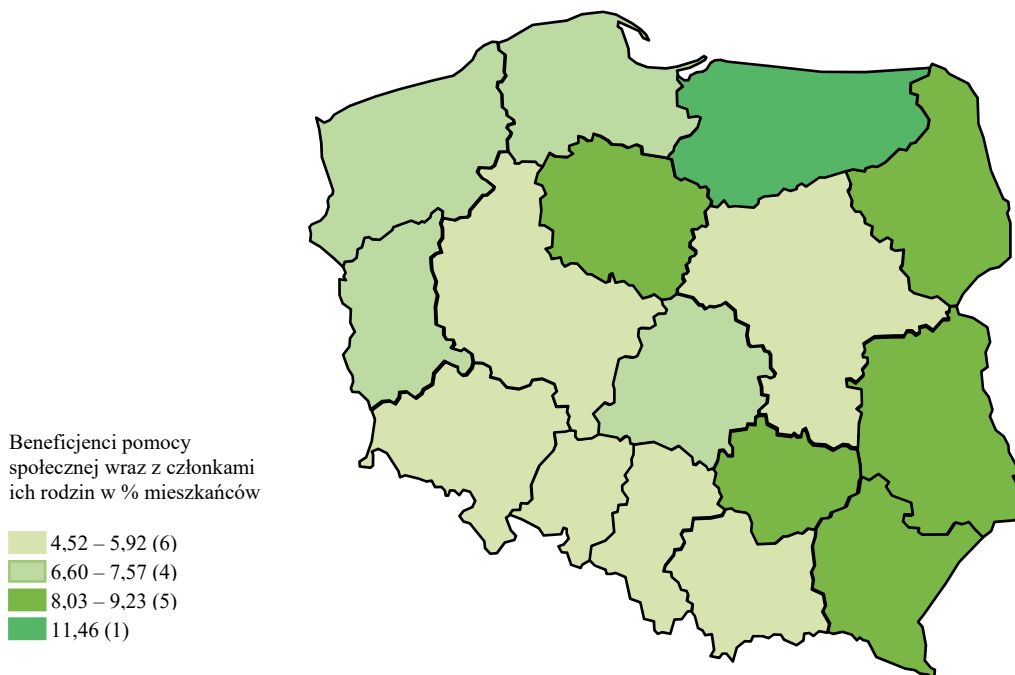 Beneficjenci pomocy
społecznej wraz z członkami
ich rodzin w % mieszkańców
4,52 – 5,92 (6)
6,60 – 7,57 (4)
8,03 – 9,23 (5)
11,46 (1)